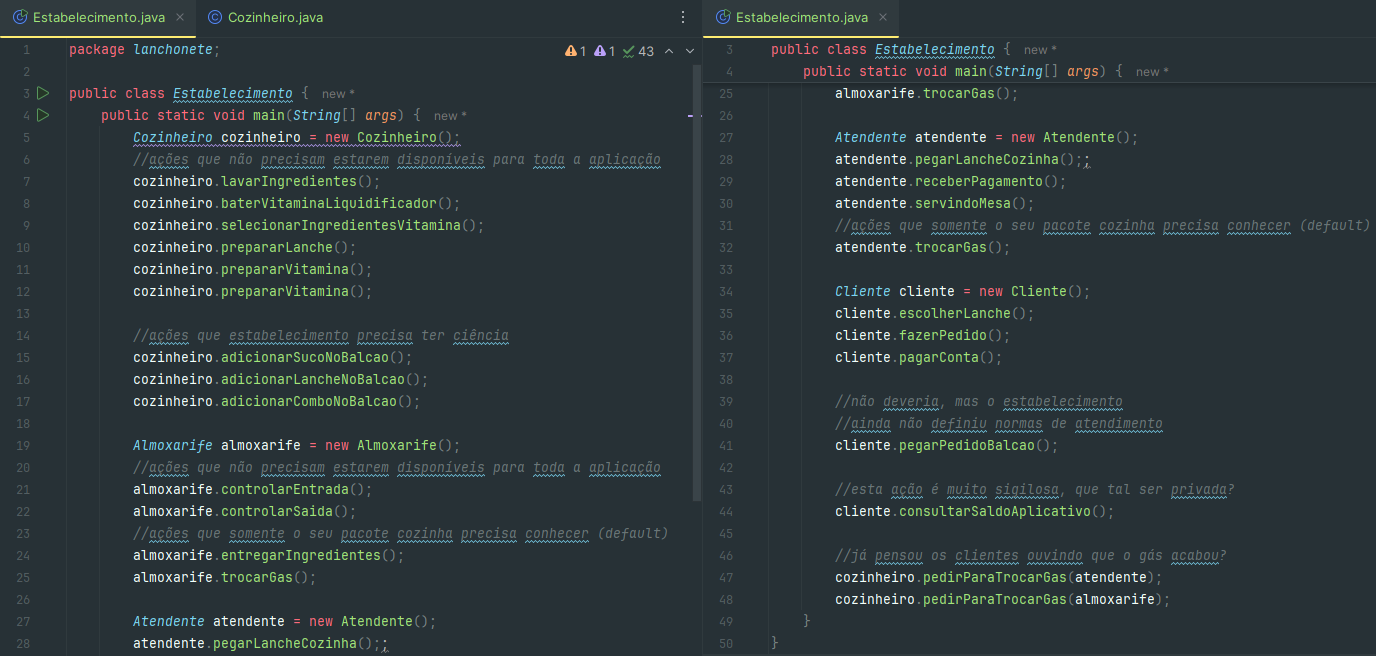 Estabelecimento.java
Cozinheiro.java
1 package lanchonete; 1 1 43
2
3 public class Estabelecimento { new *
4 public static void main(String[] args) { new *
5 Cozinheiro cozinheiro = new Cozinheiro();
6 //ações que não precisam estarem disponíveis para toda a aplicação
7 cozinheiro.lavarIngredientes();
8 cozinheiro.baterVitaminaLiquidificador();
9 cozinheiro.selecionarIngredientesVitamina();
10 cozinheiro.prepararLanche();
11 cozinheiro.prepararVitamina();
12 cozinheiro.prepararVitamina();
13
14 //ações que estabelecimento precisa ter ciência
15 cozinheiro.adicionarSucoNoBalcao();
16 cozinheiro.adicionarLancheNoBalcao();
17 cozinheiro.adicionarComboNoBalcao();
18
19 Almoxarife almoxarife = new Almoxarife();
20 //ações que não precisam estarem disponíveis para toda a aplicação
21 almoxarife.controlarEntrada();
22 almoxarife.controlarSaida();
23 //ações que somente o seu pacote cozinha precisa conhecer (default)
24 almoxarife.entregarIngredientes();
25 almoxarife.trocarGas();
26
27 Atendente atendente = new Atendente();
28 atendente.pegarLancheCozinha();;
Estabelecimento.java
3 public class Estabelecimento { new *
4 public static void main(String[] args) { new *
25 almoxarife.trocarGas();
26
27 Atendente atendente = new Atendente();
28 atendente.pegarLancheCozinha();;
29 atendente.receberPagamento();
30 atendente.servindoMesa();
31 //ações que somente o seu pacote cozinha precisa conhecer (default)
32 atendente.trocarGas();
33
34 Cliente cliente = new Cliente();
35 cliente.escolherLanche();
36 cliente.fazerPedido();
37 cliente.pagarConta();
38
39 //não deveria, mas o estabelecimento
40 //ainda não definiu normas de atendimento
41 cliente.pegarPedidoBalcao();
42
43 //esta ação é muito sigilosa, que tal ser privada?
44 cliente.consultarSaldoAplicativo();
45
46 //já pensou os clientes ouvindo que o gás acabou?
47 cozinheiro.pedirParaTrocarGas(atendente);
48 cozinheiro.pedirParaTrocarGas(almoxarife);
49 }
50 }